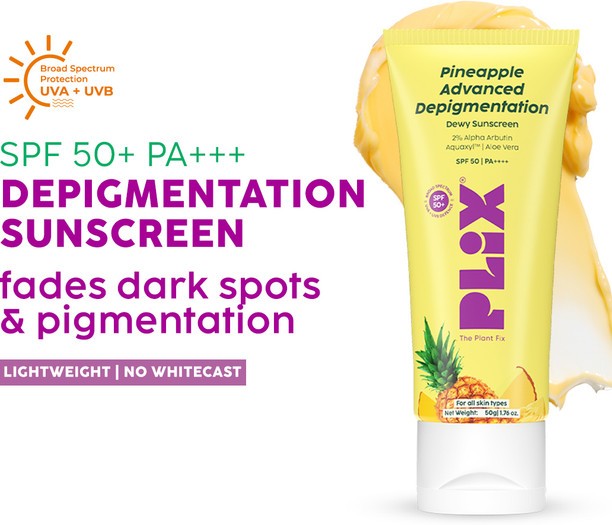 Broad Spectrum
Protection
UVA + UVB
SPF 50+ PA+++
DEPIGMENTATION
SUNSCREEN
fades dark spots
& pigmentation
LIGHTWEIGHT | NO WHITECAST
Pineapple
Advanced
Depigmentation
Dewy Sunscreen
2% Alpha Arbutin
Aquaxyl™ | Aloe Vera
SPF 50 | PA++++
SPF
50+
PLiX®
The Plant Fix
For all skin types
Net Weight: 50g| 1.76 oz.